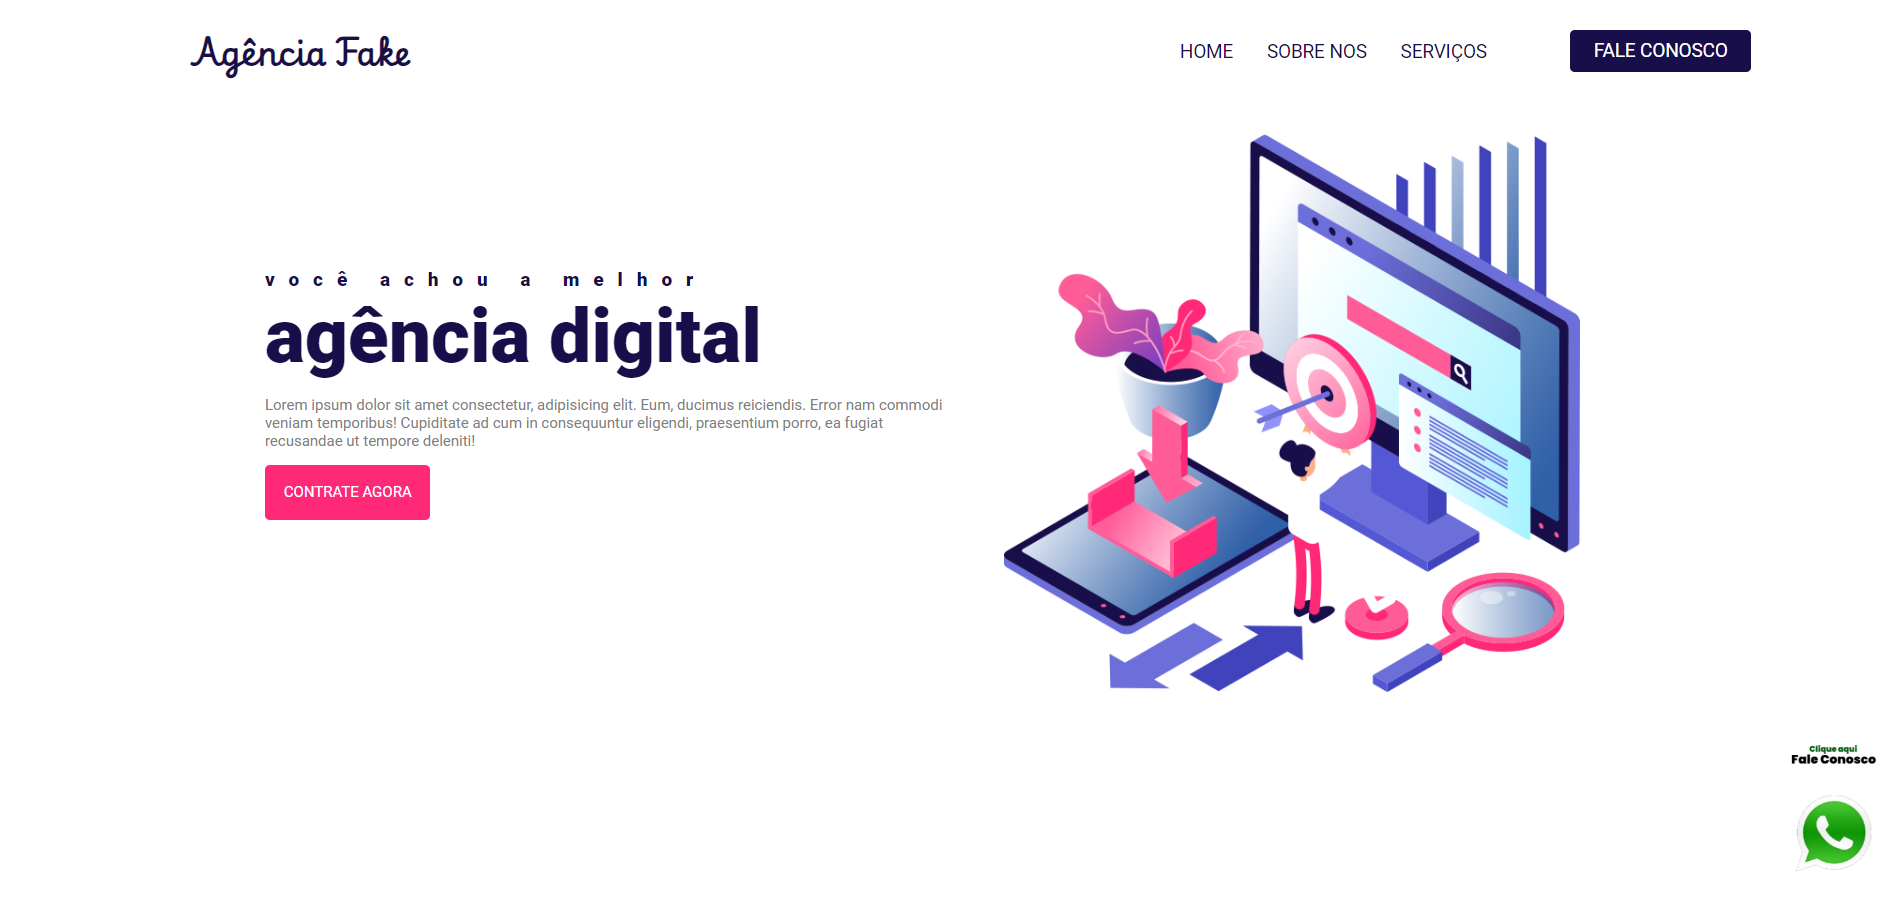 Agência Fake
HOME
SOBRE NOS
SERVIÇOS
FALE CONOSCO
você achou a melhor
agência digital
Lorem ipsum dolor sit amet consectetur, adipisicing elit. Eum, ducimus reiciendis. Error nam commodi
veniam temporibus! Cupiditate ad cum in consequuntur eligendi, praesentium porro, ea fugiat
recusandae ut tempore deleniti!
CONTRATE AGORA
Clique aqui
Fale Conosco